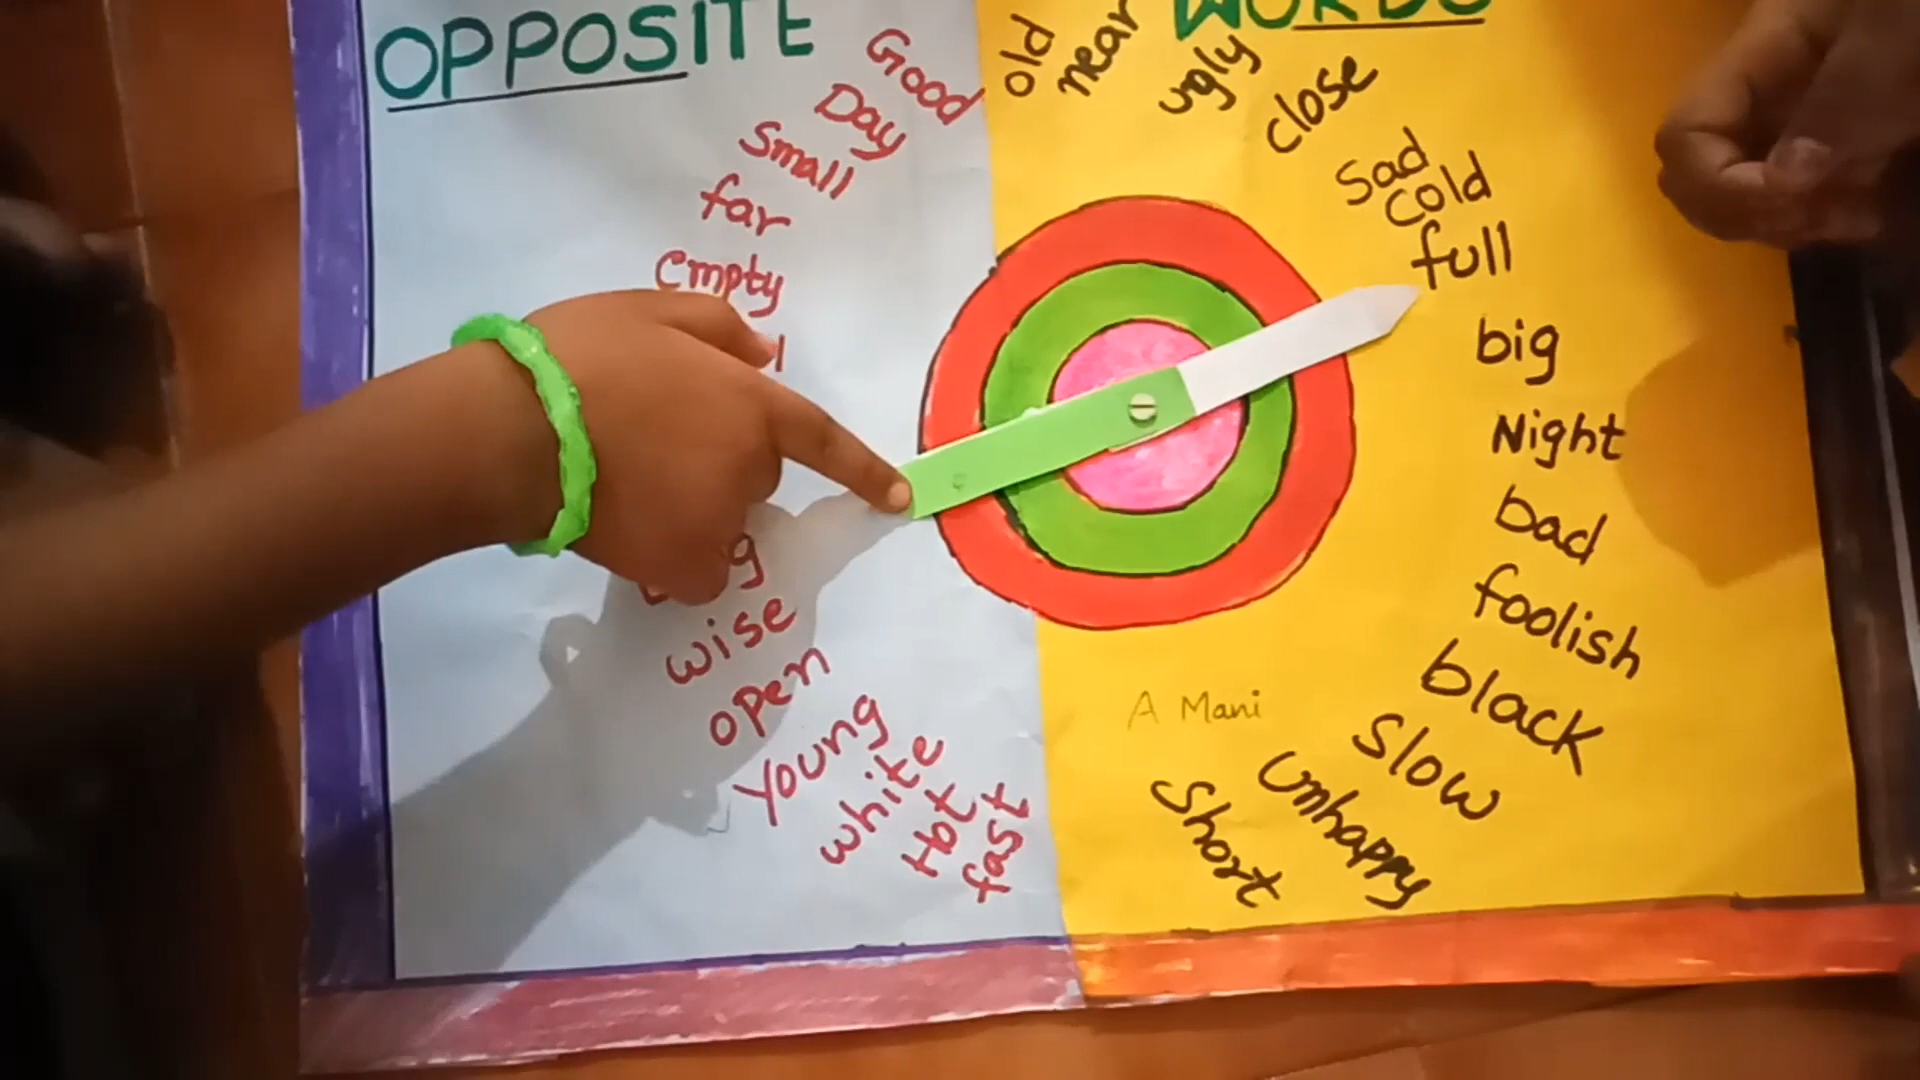 OPPOSITE
WORDS
Good
Day
Small
far
Empty
wise
open
Young
white
Hot
fast
old
near
ugly
close
Sad
Cold
full
big
Night
bad
foolish
black
Slow
Unhappy
Short
A Mani